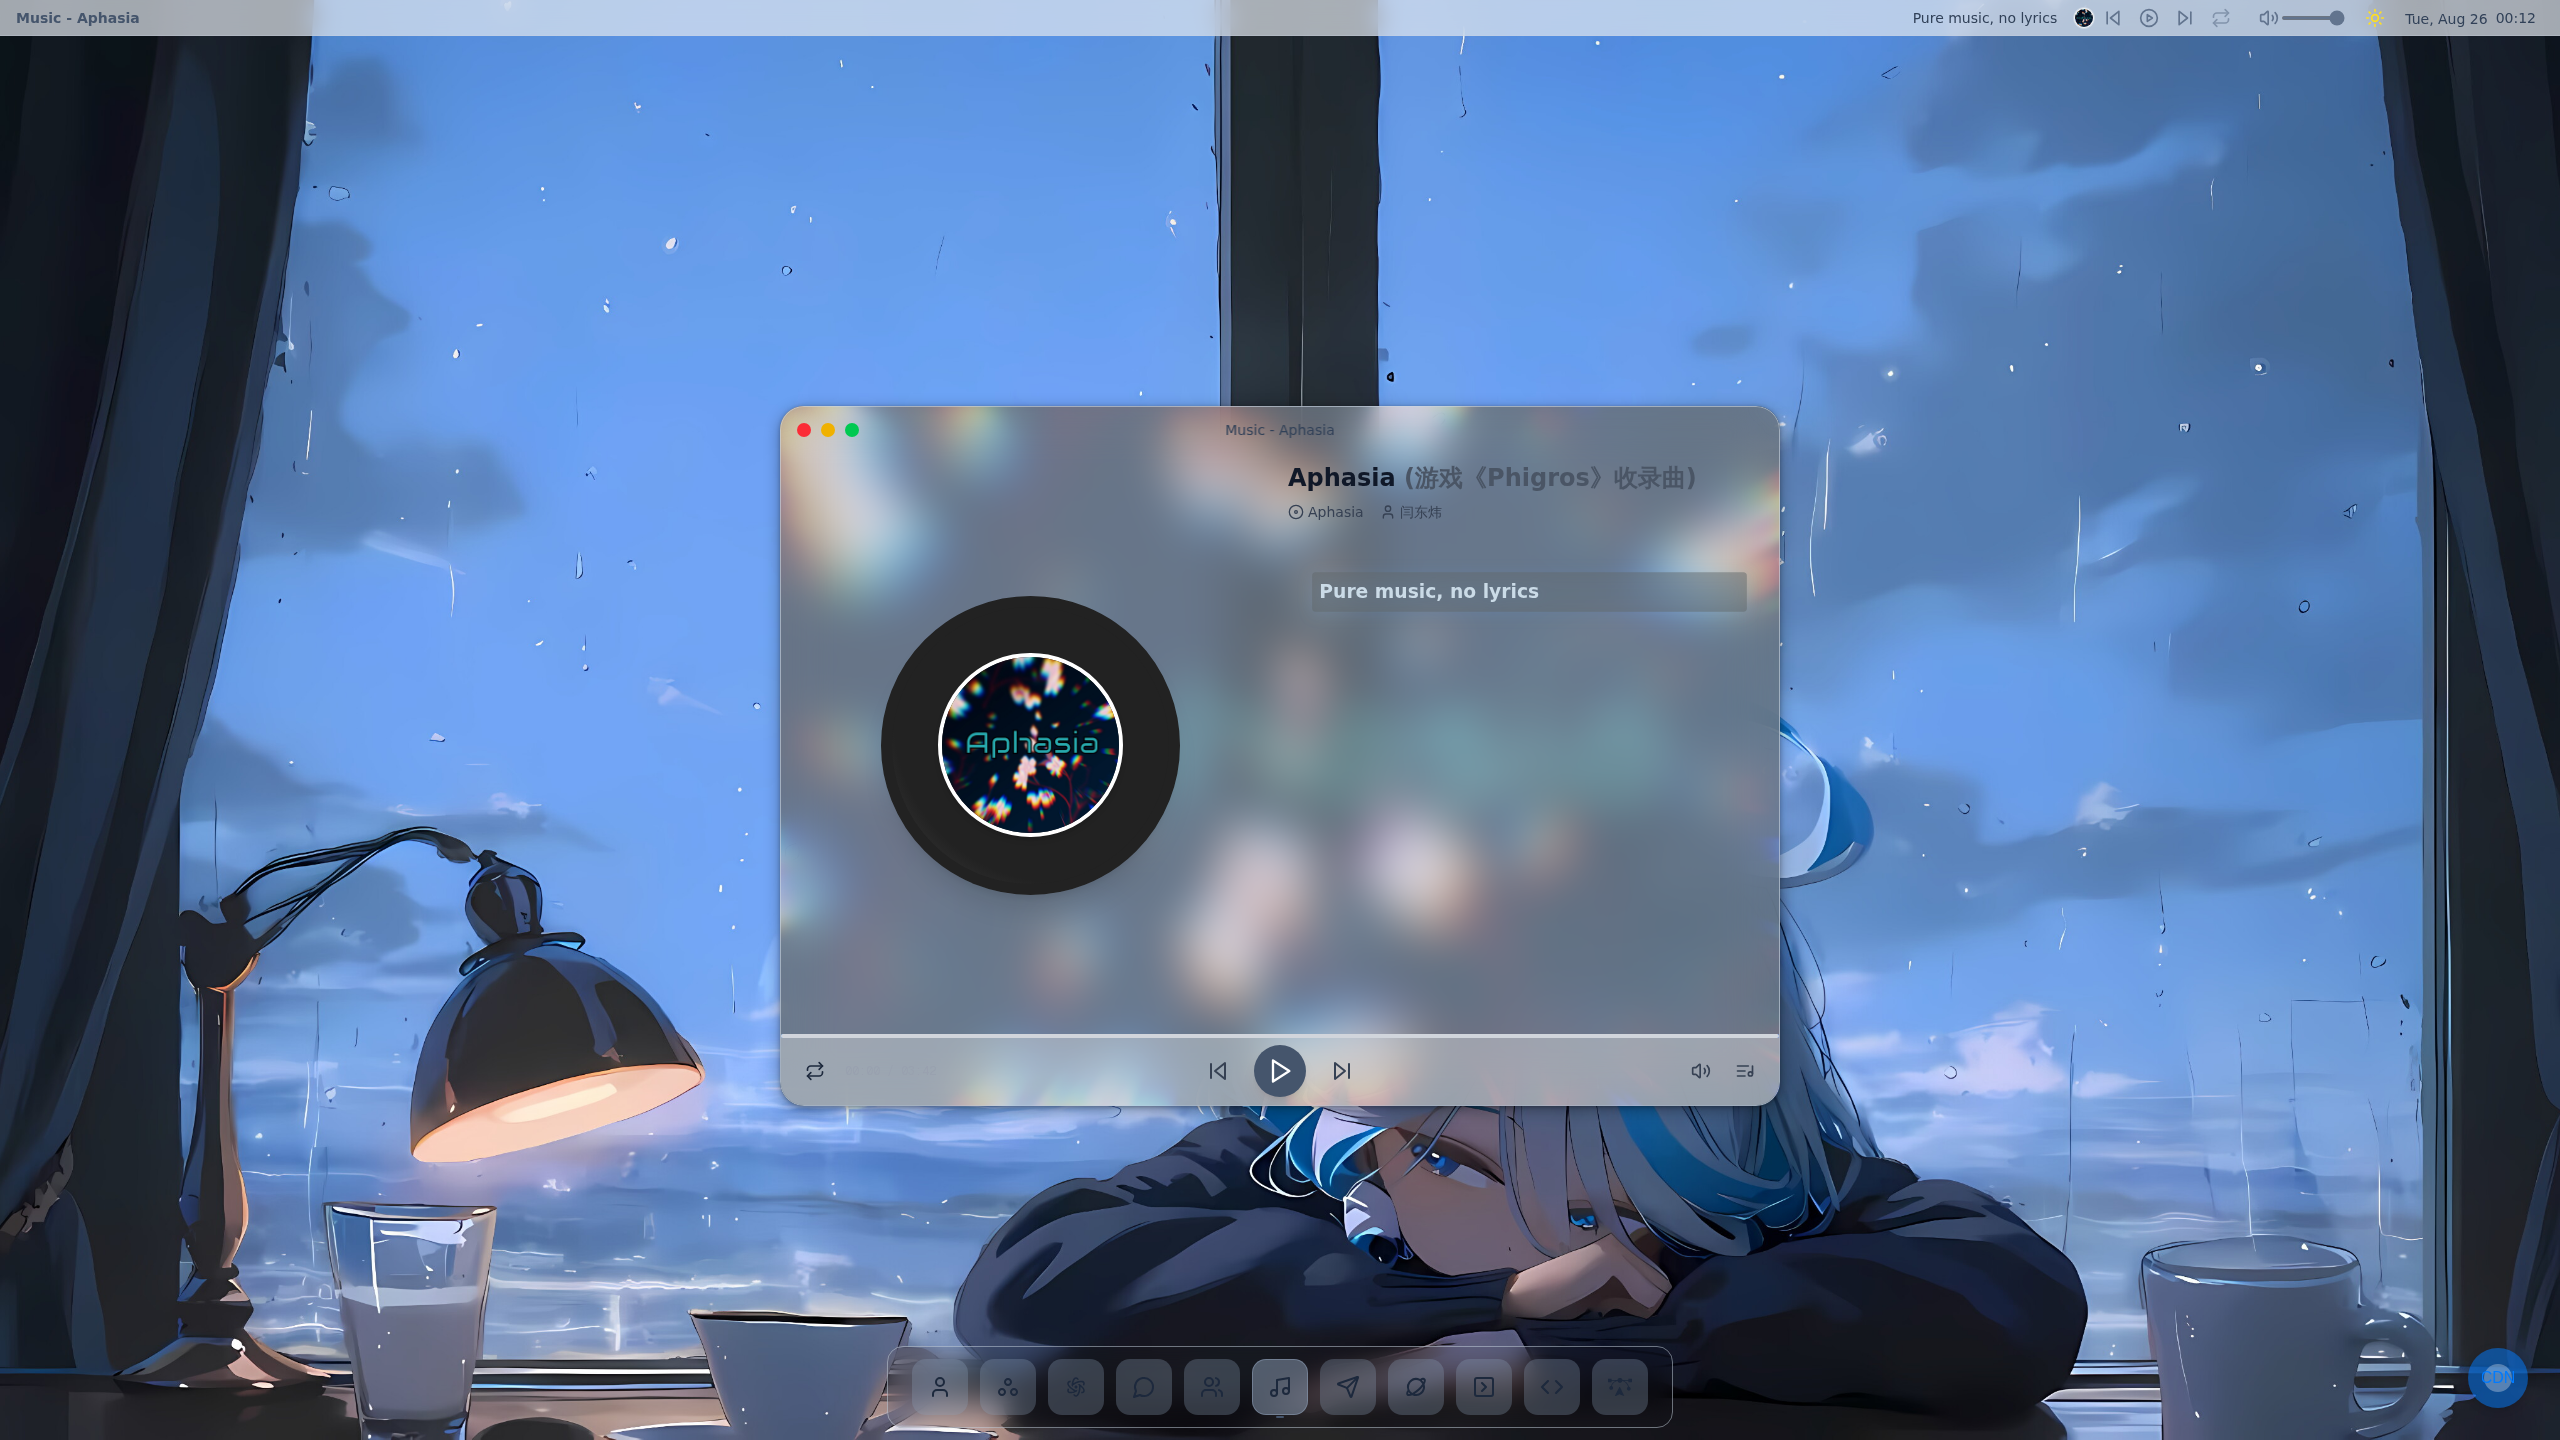 Music - Aphasia
Pure music, no lyrics
Tue, Aug 26 00:12
Music - Aphasia
Aphasia (游戏《Phigros》收录曲)
Aphasia 闫东炜
Pure music, no lyrics
Aphasia
CDN